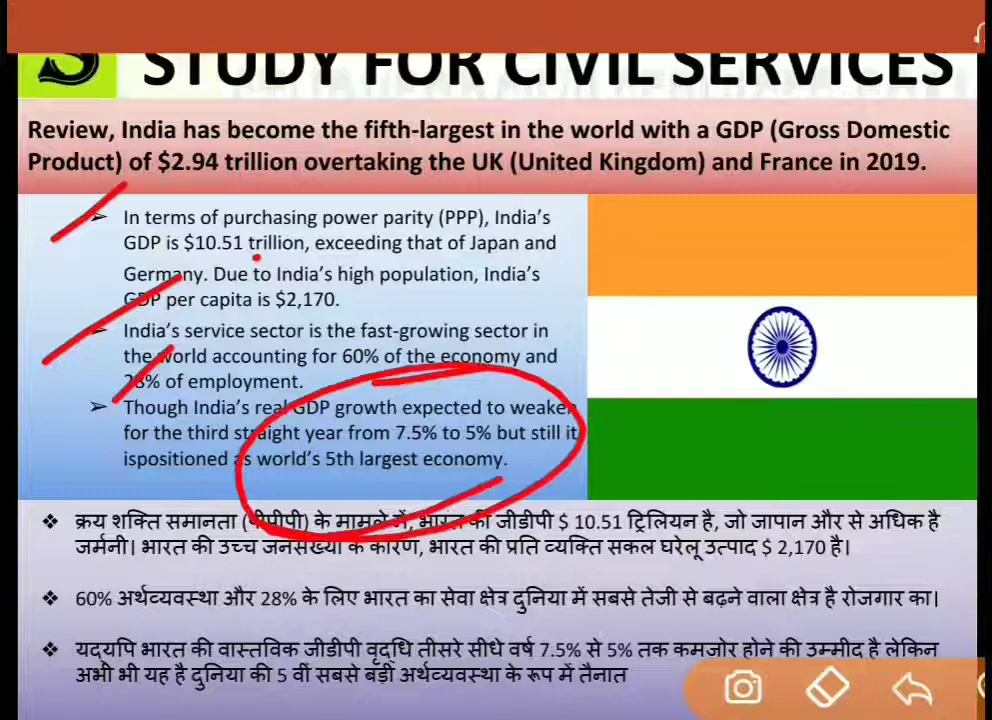 S STUDY FOR CIVIL SERVICES
Review, India has become the fifth-largest in the world with a GDP (Gross Domestic
Product) of $2.94 trillion overtaking the UK (United Kingdom) and France in 2019.
➢ In terms of purchasing power parity (PPP), India's
GDP is $10.51 trillion, exceeding that of Japan and
Germany. Due to India's high population, India's
GDP per capita is $2,170.
➢ India's service sector is the fast-growing sector in
the world accounting for 60% of the economy and
28% of employment.
➢ Though India's real GDP growth expected to weaken
for the third straight year from 7.5% to 5% but still it
ispositioned as world's 5th largest economy.
❖ क्रय शक्ति समानता (पीपीपी) के मामले में, भारत की जीडीपी $ 10.51 ट्रिलियन है, जो जापान और से अधिक है
जर्मनी। भारत की उच्च जनसंख्या के कारण, भारत की प्रति व्यक्ति सकल घरेलू उत्पाद $ 2,170 है।
❖ 60% अर्थव्यवस्था और 28% के लिए भारत का सेवा क्षेत्र दुनिया में सबसे तेजी से बढ़ने वाला क्षेत्र है रोजगार का।
❖ यद्यपि भारत की वास्तविक जीडीपी वृद्धि तीसरे सीधे वर्ष 7.5% से 5% तक कमजोर होने की उम्मीद है लेकिन
अभी भी यह है दुनिया की 5 वीं सबसे बड़ी अर्थव्यवस्था के रूप में तैनात